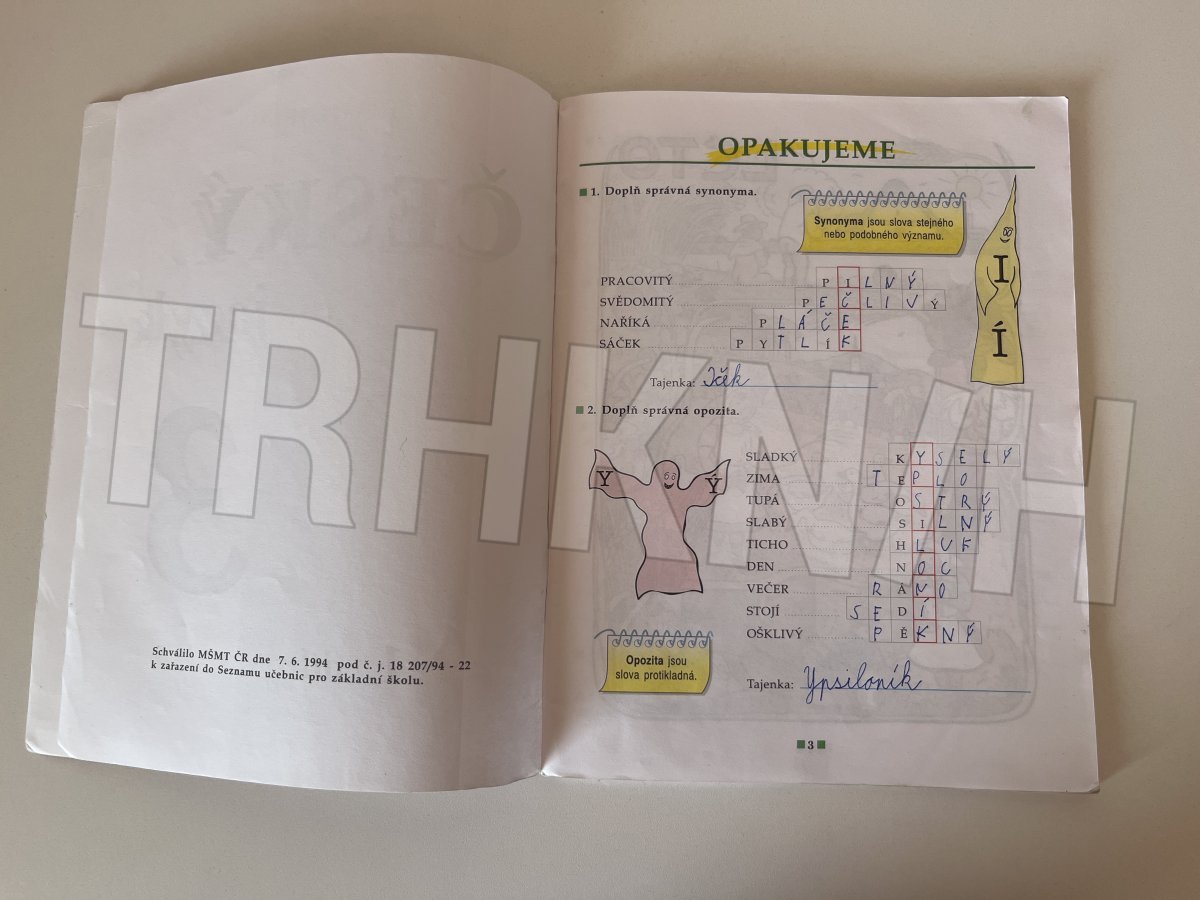 Schválilo MŠMT ČR dne 7. 6. 1994 pod č. j. 18 207/94 - 22
k zařazení do Seznamu učebnic pro základní školu.
OPAKUJEME
1. Doplň správná synonyma.
Synonyma jsou slova stejného
nebo podobného významu.
I
Í
PRACOVITÝ PILNÝ
SVĚDOMITÝ PEČLIVÝ
NAŘÍKÁ PLÁČE
SÁČEK PYTLÍK
Tajenka: Iček
2. Doplň správná opozita.
Y Ý
SLADKÝ KYSELÝ
ZIMA TEPLO
TUPÁ OSTRÝ
SLABÝ SILNÝ
TICHO HLUK
DEN NOC
VEČER RÁNO
STOJÍ SEDÍ
OŠKLIVÝ PĚKNÝ
Opozita jsou
slova protikladná.
Tajenka: Ypsiloník
3
TRHKNIH